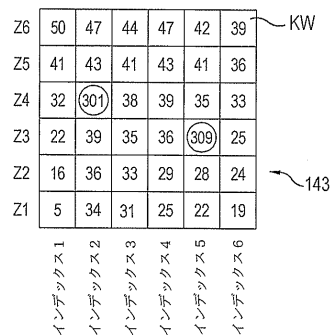 Z6 50 47 44 47 42 39 KW
Z5 41 43 41 43 41 36
Z4 32 301 38 39 35 33
Z3 22 39 35 36 309 25
Z2 16 36 33 29 28 24 143
Z1 5 34 31 25 22 19
インデックス1
インデックス2
インデックス3
インデックス4
インデックス5
インデックス6